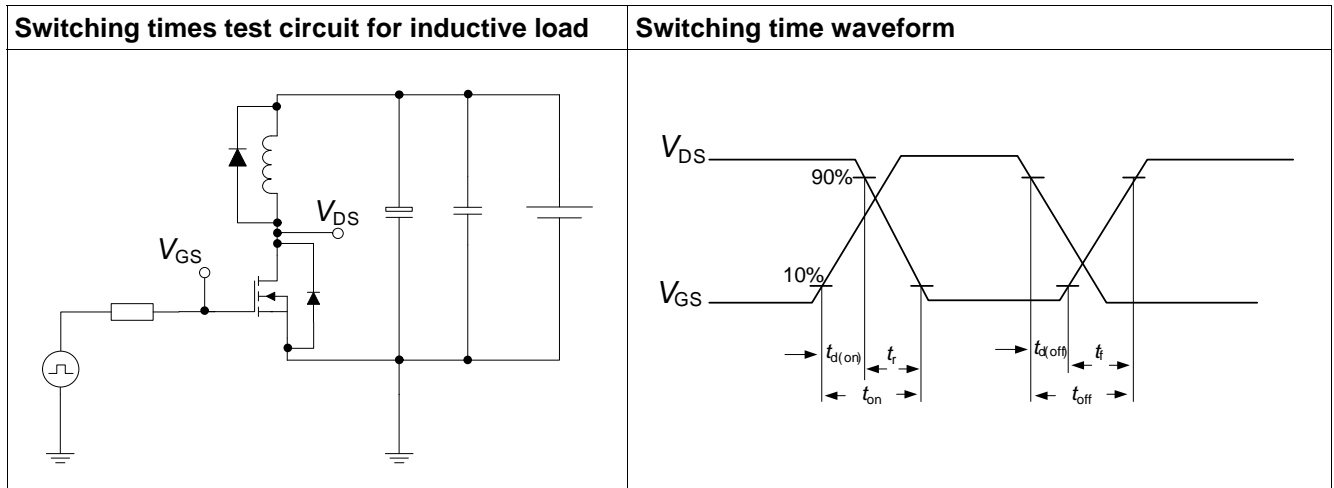 Switching times test circuit for inductive load
Switching time waveform
VDS
VGS
VDS
90%
10%
VGS
td(on)
tr
td(off)
tf
ton
toff